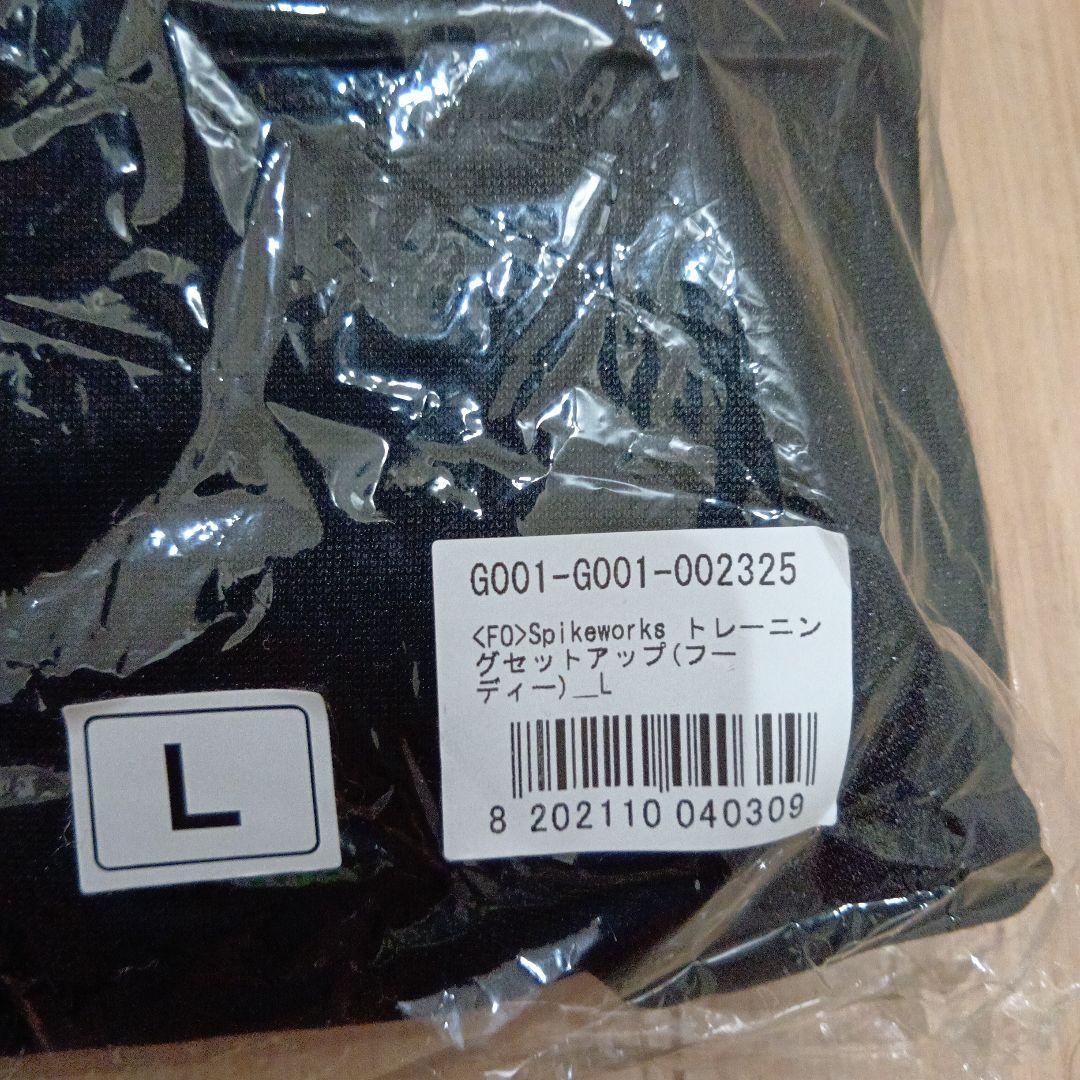 G001-G001-002325
<FO>Spikeworks トレーニン
グセットアップ(フー
ディー)__L
8 202110 040309
L